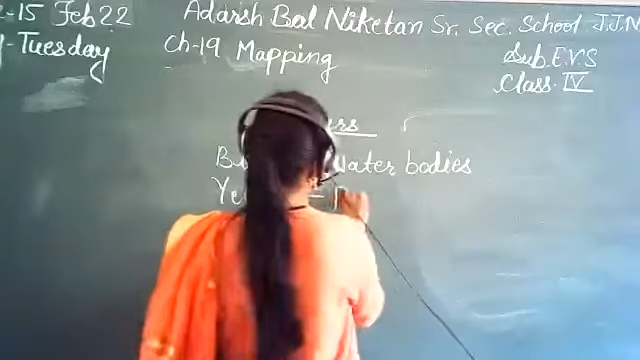 -15 Feb 22 Adarsh Bal Niketan Sr. Sec. School J.J.N
-Tuesday Ch-19 Mapping Sub. E.V.S
Class. IV
Water bodies